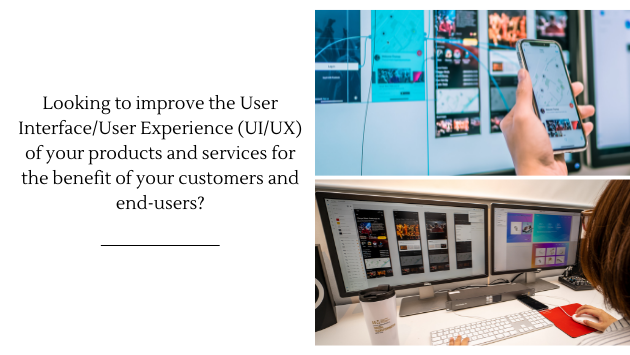 Looking to improve the User
Interface/User Experience (UI/UX)
of your products and services for
the benefit of your customers and
end-users?